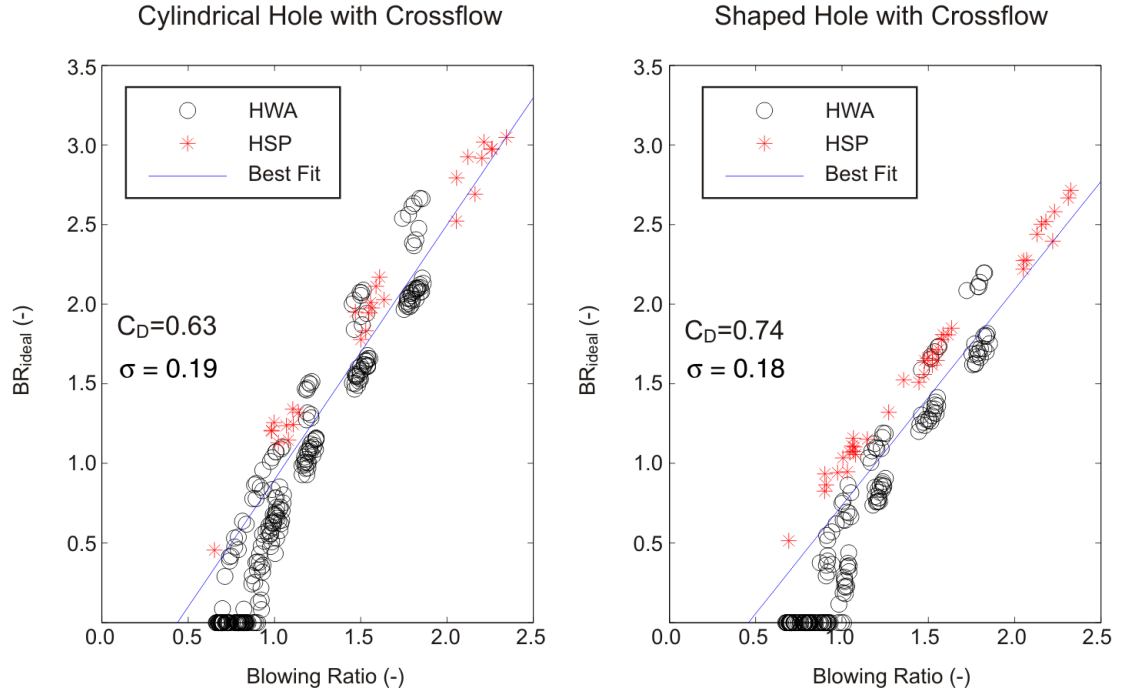 Cylindrical Hole with Crossflow
3.5
3.0
2.5
2.0
1.5
1.0
0.5
0.0
0.5
1.0
1.5
2.0
2.5
BRideal (-)
Blowing Ratio (-)
HWA
HSP
Best Fit
CD=0.63
σ = 0.19
Shaped Hole with Crossflow
3.5
3.0
2.5
2.0
1.5
1.0
0.5
0.0
0.5
1.0
1.5
2.0
2.5
BRideal (-)
Blowing Ratio (-)
HWA
HSP
Best Fit
CD=0.74
σ = 0.18